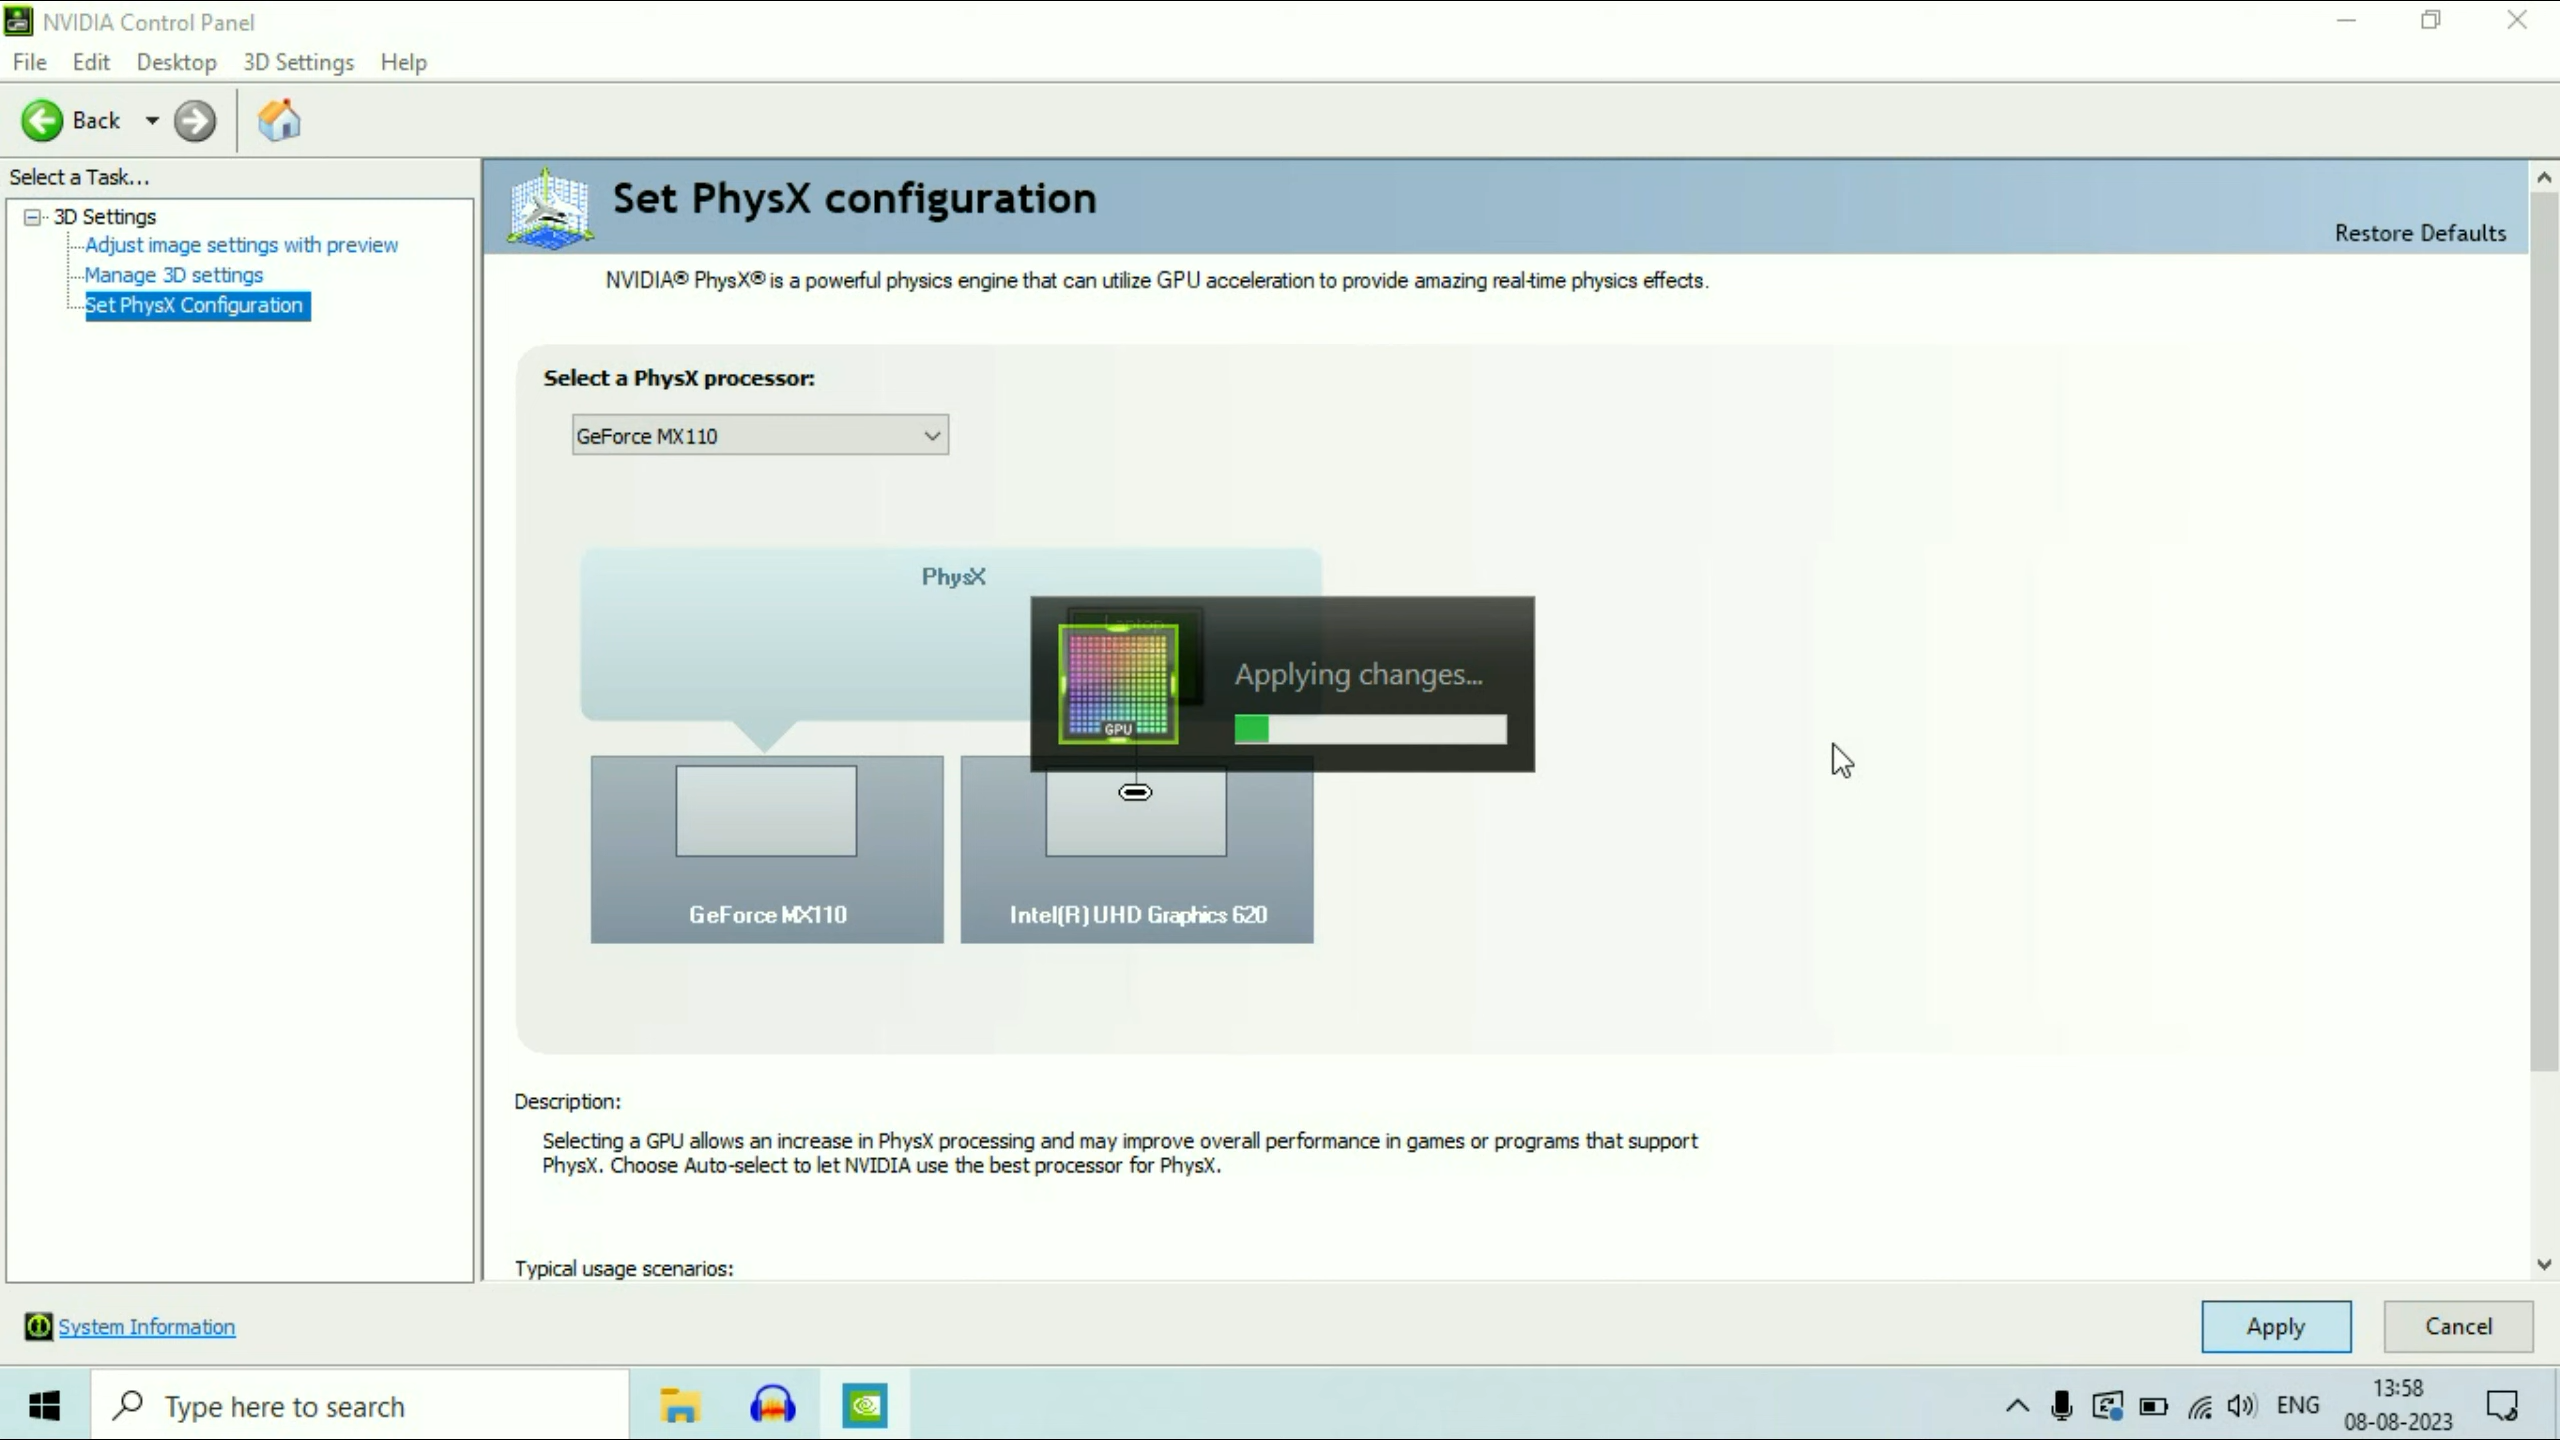 NVIDIA Control Panel
File Edit Desktop 3D Settings Help
Back
Select a Task...
3D Settings
Adjust image settings with preview
Manage 3D settings
Set PhysX Configuration
Set PhysX configuration
Restore Defaults
NVIDIA® PhysX® is a powerful physics engine that can utilize GPU acceleration to provide amazing real-time physics effects.
Select a PhysX processor:
GeForce MX110
PhysX
Laptop
Applying changes...
GPU
GeForce MX110
Intel(R) UHD Graphics 620
Description:
Selecting a GPU allows an increase in PhysX processing and may improve overall performance in games or programs that support
PhysX. Choose Auto-select to let NVIDIA use the best processor for PhysX.
Typical usage scenarios:
System Information
Apply
Cancel
Type here to search
ENG
13:58
08-08-2023